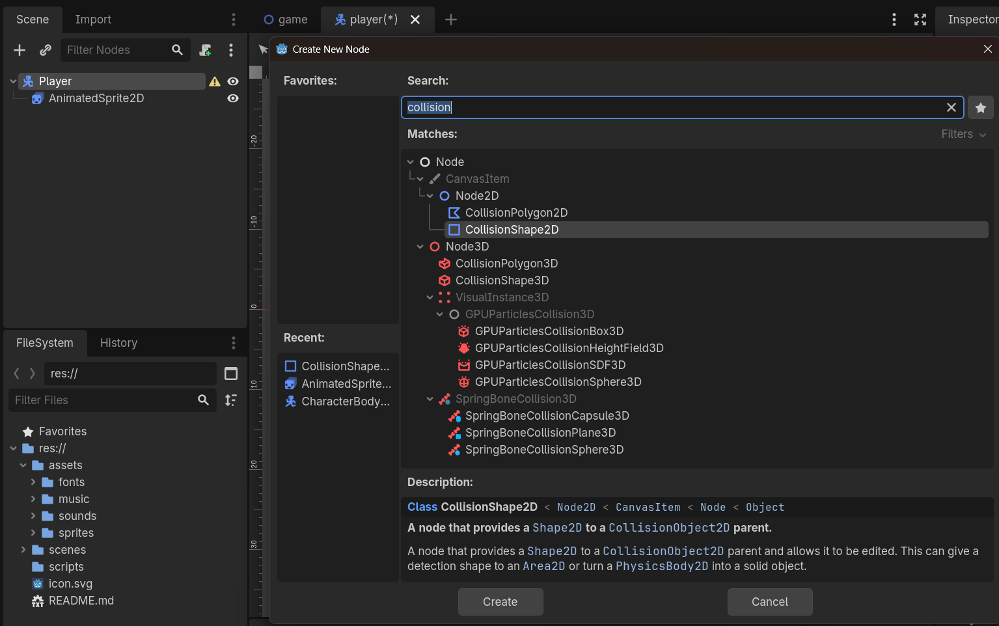 Scene
Import
game
player(*)
Inspector
Filter Nodes
Player
AnimatedSprite2D
-20
-10
0
10
20
30
Create New Node
Favorites:
Search:
collision
Matches:
Filters
Node
CanvasItem
Node2D
CollisionPolygon2D
CollisionShape2D
Node3D
CollisionPolygon3D
CollisionShape3D
VisualInstance3D
GPUParticlesCollision3D
GPUParticlesCollisionBox3D
GPUParticlesCollisionHeightField3D
GPUParticlesCollisionSDF3D
GPUParticlesCollisionSphere3D
SpringBoneCollision3D
SpringBoneCollisionCapsule3D
SpringBoneCollisionPlane3D
SpringBoneCollisionSphere3D
Recent:
CollisionShape...
AnimatedSprite...
CharacterBody...
Description:
Class CollisionShape2D < Node2D < CanvasItem < Node < Object
A node that provides a Shape2D to a CollisionObject2D parent.
A node that provides a Shape2D to a CollisionObject2D parent and allows it to be edited. This can give a
detection shape to an Area2D or turn a PhysicsBody2D into a solid object.
Create
Cancel
FileSystem
History
res://
Filter Files
Favorites
res://
assets
fonts
music
sounds
sprites
scenes
scripts
icon.svg
README.md